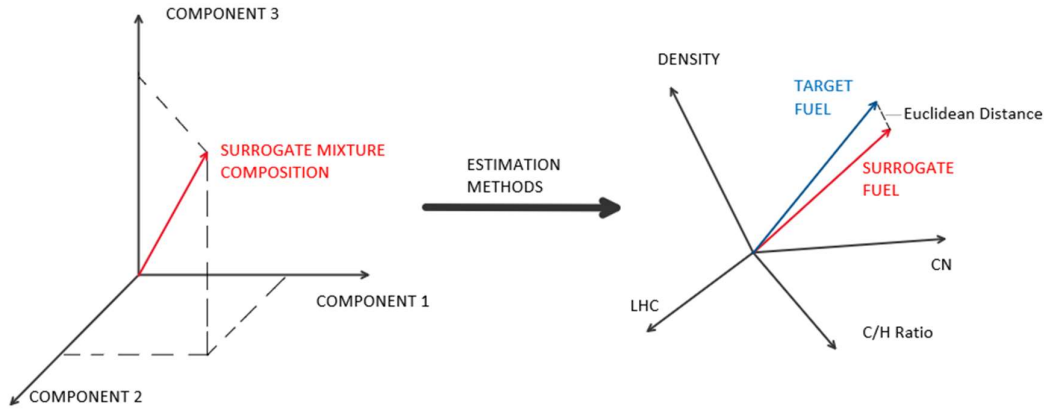 COMPONENT 3
SURROGATE MIXTURE
COMPOSITION
COMPONENT 1
COMPONENT 2
ESTIMATION
METHODS
DENSITY
TARGET
FUEL
Euclidean Distance
SURROGATE
FUEL
CN
LHC
C/H Ratio